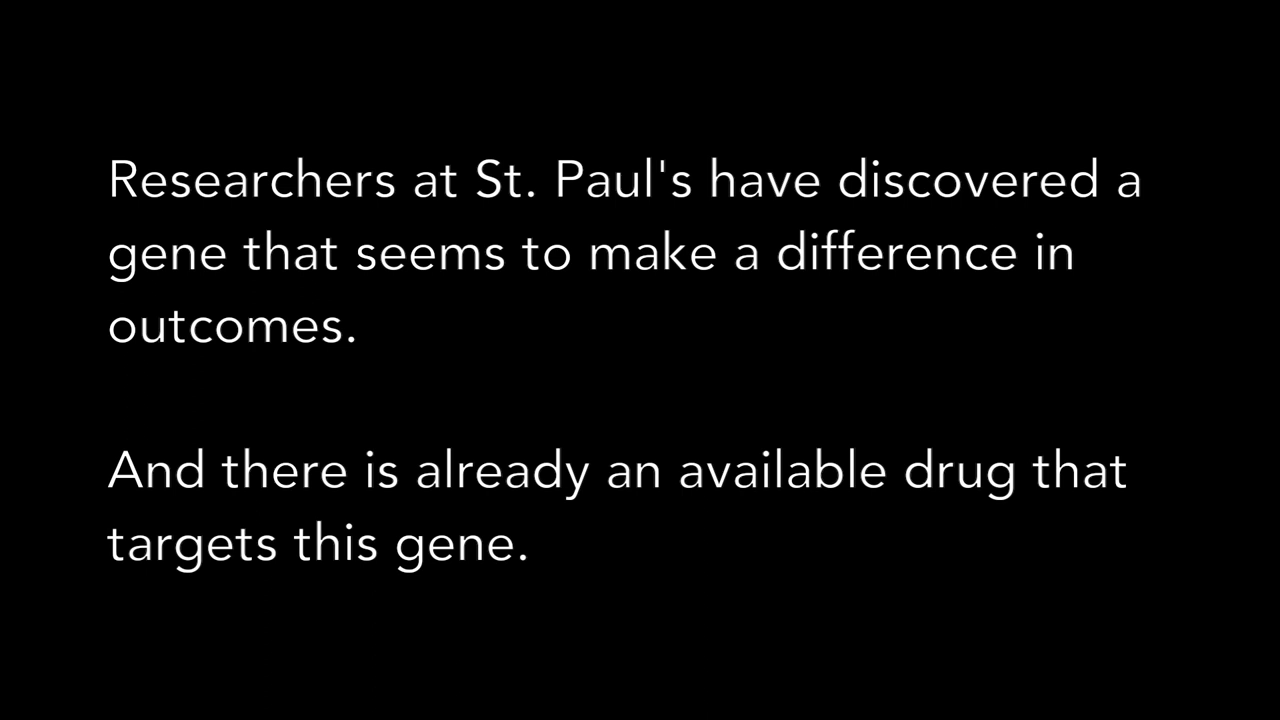 Researchers at St. Paul's have discovered a
gene that seems to make a difference in
outcomes.
And there is already an available drug that
targets this gene.